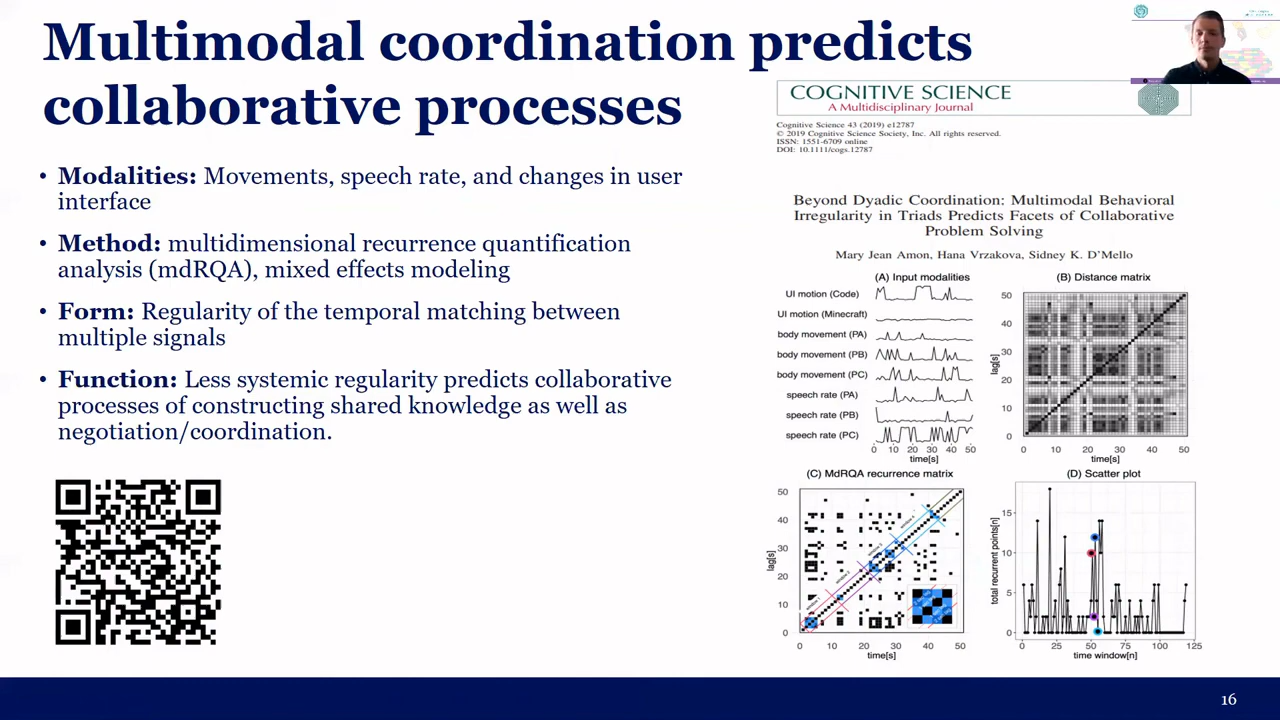 Multimodal coordination predicts
collaborative processes
• Modalities: Movements, speech rate, and changes in user
interface
• Method: multidimensional recurrence quantification
analysis (mdRQA), mixed effects modeling
• Form: Regularity of the temporal matching between
multiple signals
• Function: Less systemic regularity predicts collaborative
processes of constructing shared knowledge as well as
negotiation/coordination.
COGNITIVE SCIENCE
A Multidisciplinary Journal
Cognitive Science 43 (2019) e12787
© 2019 Cognitive Science Society, Inc. All rights reserved.
ISSN: 1551-6709 online
DOI: 10.1111/cogs.12787
Beyond Dyadic Coordination: Multimodal Behavioral
Irregularity in Triads Predicts Facets of Collaborative
Problem Solving
Mary Jean Amon, Hana Vrzakova, Sidney K. D’Mello
(A) Input modalities
UI motion (Code)
UI motion (Minecraft)
body movement (PA)
body movement (PB)
body movement (PC)
speech rate (PA)
speech rate (PB)
speech rate (PC)
0 10 20 30 40 50
time[s]
(B) Distance matrix
50
40
30
20
10
0
lag[s]
0 10 20 30 40 50
time[s]
(C) MdRQA recurrence matrix
50
40
30
20
10
0
lag[s]
0 10 20 30 40 50
time[s]
(D) Scatter plot
15
10
5
0
total recurrent points[n]
0 25 50 75 100 125
time window[n]
16